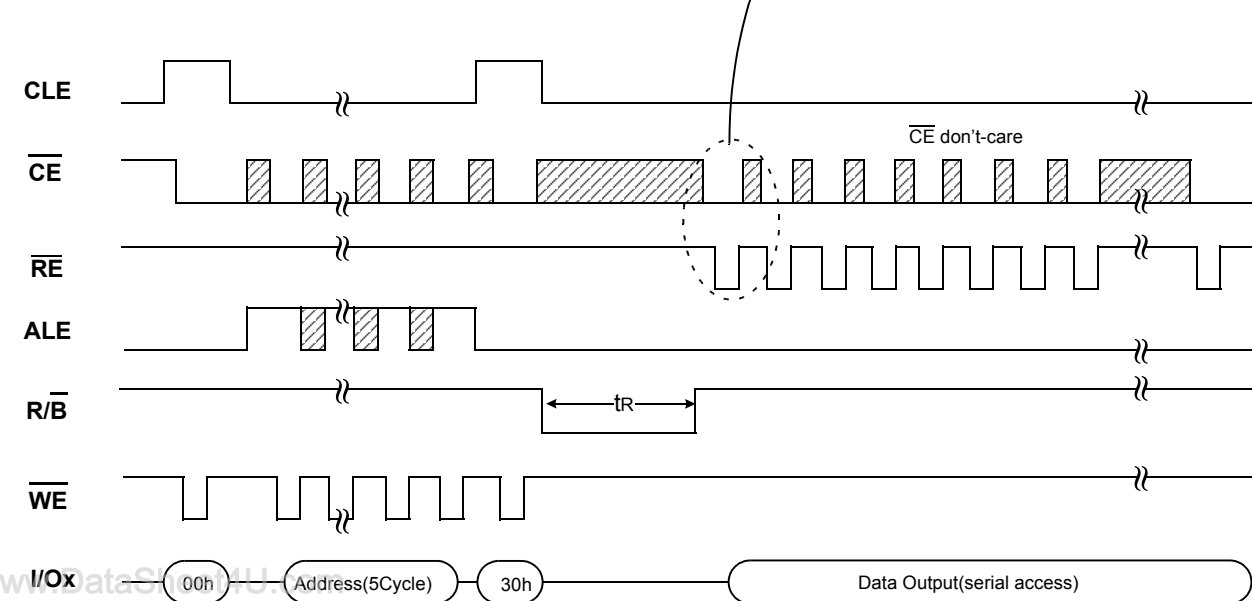 CLE
CE don't-care
CE
RE
ALE
R/B
tR
WE
I/Ox
00h
Address(5Cycle)
30h
Data Output(serial access)
www.DataSheet4U.com